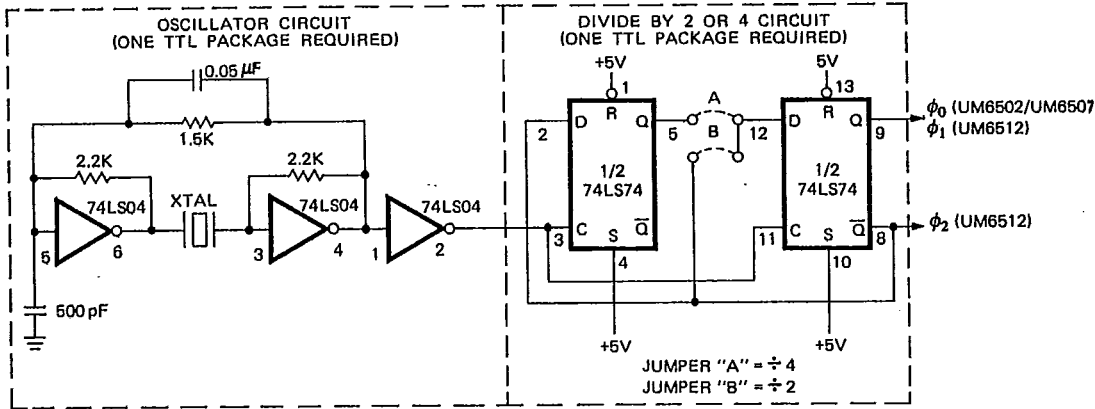 OSCILLATOR CIRCUIT
(ONE TTL PACKAGE REQUIRED)
0.05 μF
1.5K
2.2K
2.2K
74LS04
XTAL
74LS04
74LS04
5
6
3
4
1
2
500 pF
DIVIDE BY 2 OR 4 CIRCUIT
(ONE TTL PACKAGE REQUIRED)
+5V
5V
1
13
A
B
2
D
R
Q
5
12
D
R
Q
9
1/2
74LS74
1/2
74LS74
3
C
S
Q̅
11
C
S
Q̅
8
4
10
+5V
+5V
ϕ0 (UM6502/UM6507
ϕ1 (UM6512)
ϕ2 (UM6512)
JUMPER "A" = ÷ 4
JUMPER "B" = ÷ 2